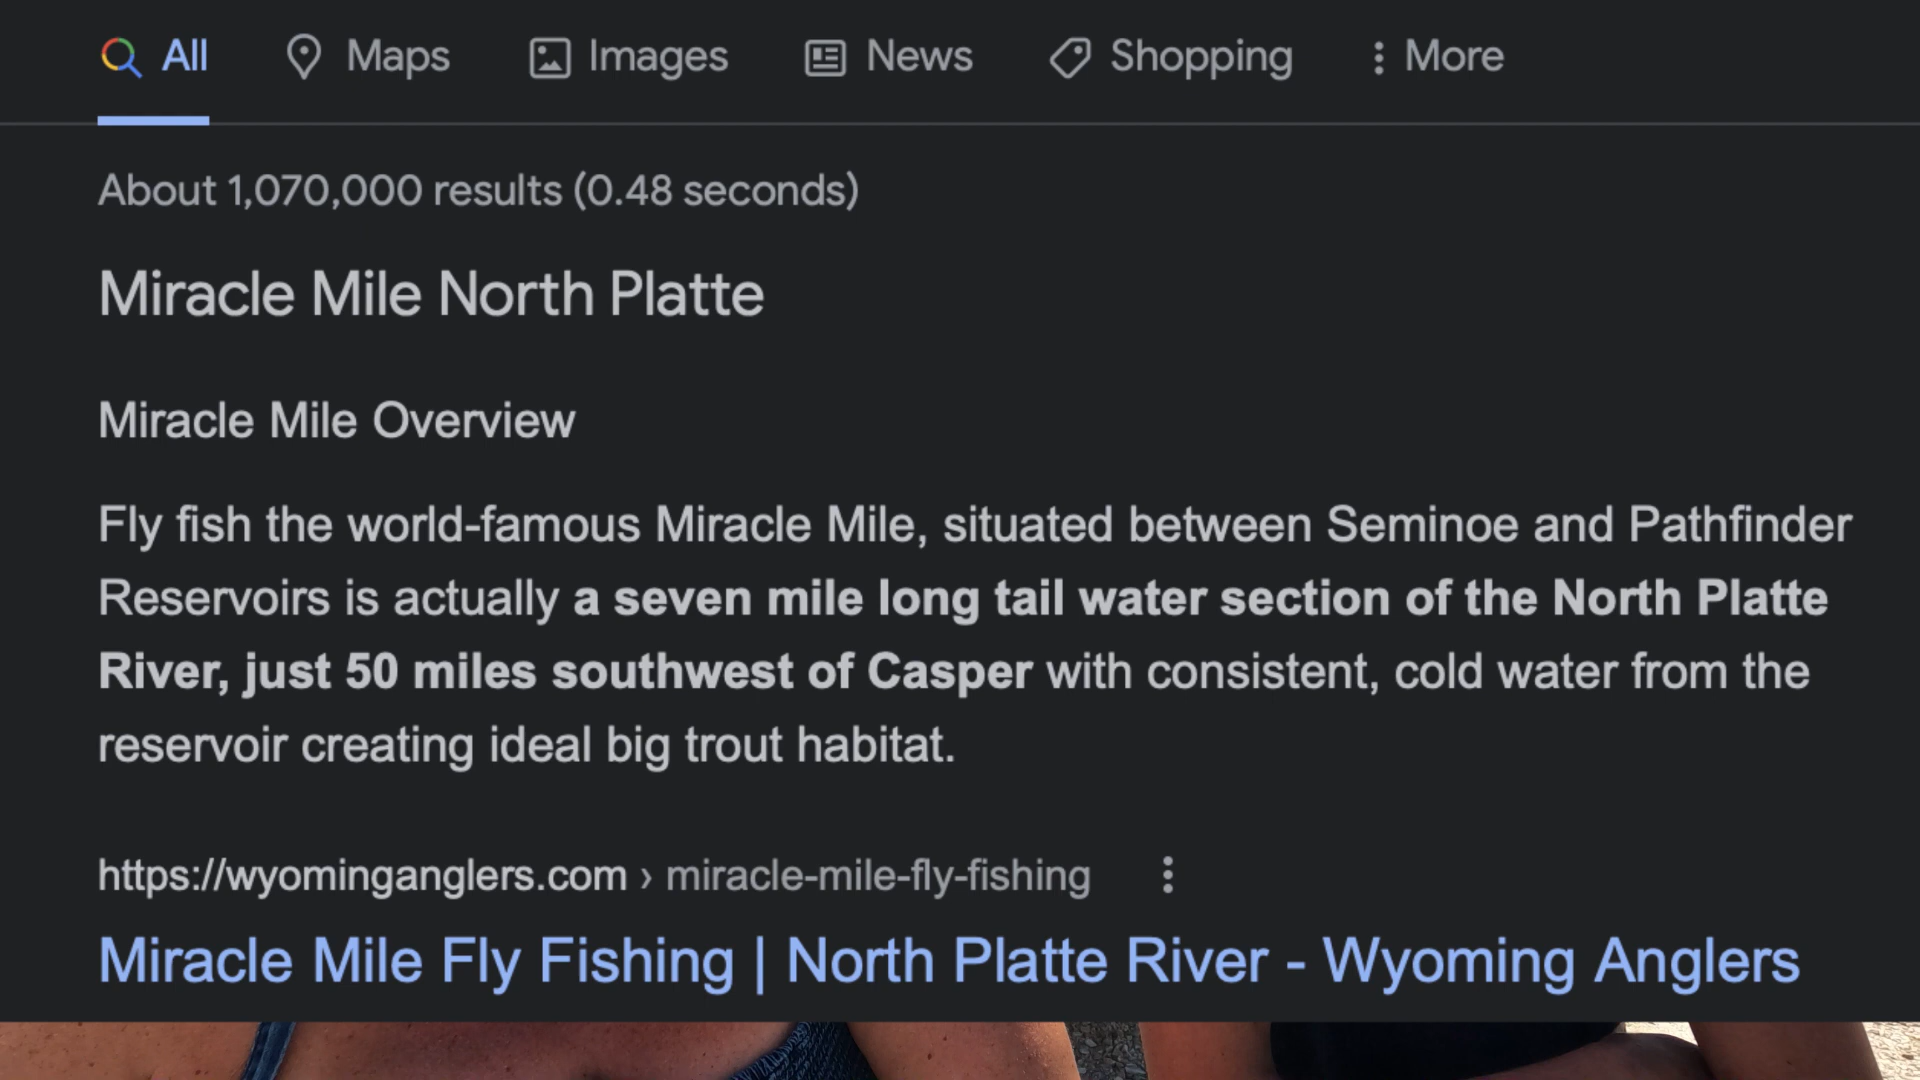 All Maps Images News Shopping More
About 1,070,000 results (0.48 seconds)
Miracle Mile North Platte
Miracle Mile Overview
Fly fish the world-famous Miracle Mile, situated between Seminoe and Pathfinder
Reservoirs is actually a seven mile long tail water section of the North Platte
River, just 50 miles southwest of Casper with consistent, cold water from the
reservoir creating ideal big trout habitat.
https://wyominganglers.com › miracle-mile-fly-fishing
Miracle Mile Fly Fishing | North Platte River - Wyoming Anglers